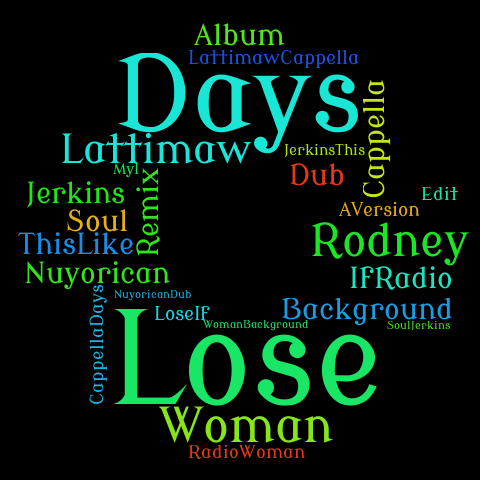 Album
LattimawCappella
Days
Cappella
Lattimaw
JerkinsThis
Myl
Dub
Remix
Jerkins
Edit
Soul
AVersion
ThisLike
Rodney
Nuyorican
IfRadio
CappellaDays
NuyoricanDub
Background
LoseIf
WomanBackground
SoulJerkins
Lose
Woman
RadioWoman